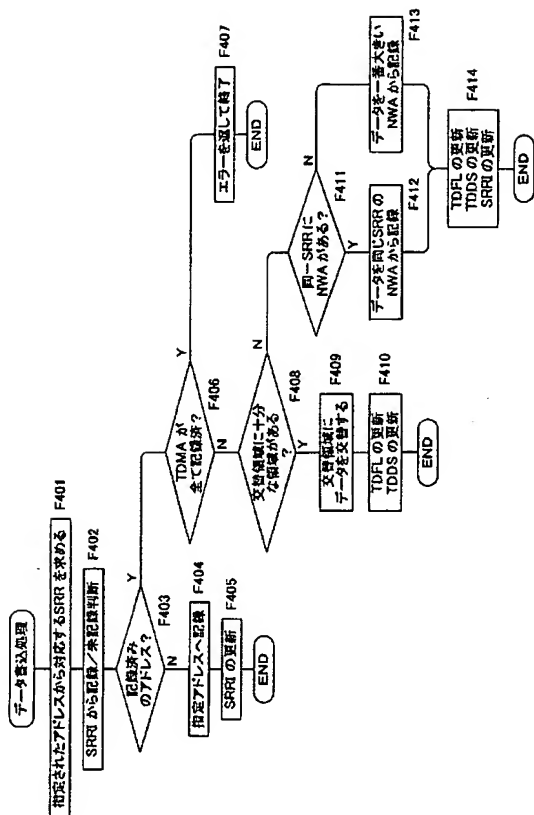 データ書込処理
指定されたアドレスから対応するSRRを求める
F401
SRRIから記録／未記録判断
F402
記録済み
のアドレス？
F403
Y
N
指定アドレスへ記録
F404
SRRIの更新
F405
END
TDMAが
全て記録済？
F406
Y
N
エラーを返して終了
F407
END
交替領域に十分
な領域がある
？
F408
N
Y
交替領域に
データを交替する
F409
TDFLの更新
TDDSの更新
F410
END
同一SRRに
NWAがある？
F411
N
Y
データを同じSRRの
NWAから記録
F412
データを一番大きい
NWAから記録
F413
TDFLの更新
TDDSの更新
SRRIの更新
F414
END